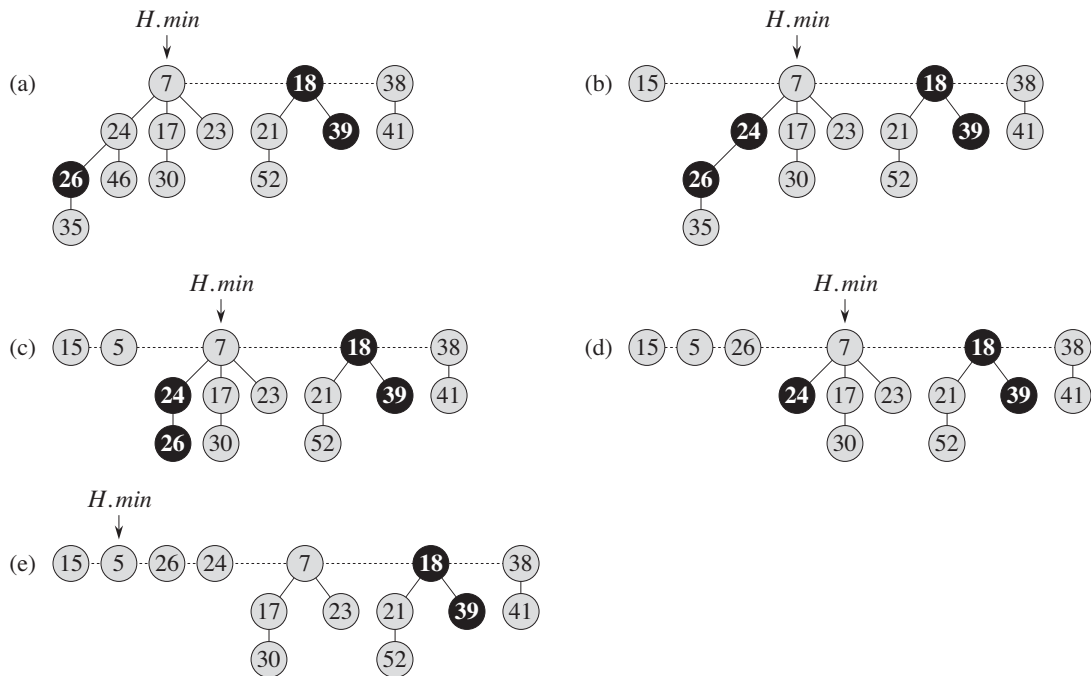 H.min
(a) 7 18 38
24 17 23 21 39 41
26 46 30 52
35
H.min
(b) 15 7 18 38
24 17 23 21 39 41
26 30 52
35
H.min
(c) 15 5 7 18 38
24 17 23 21 39 41
26 30 52
H.min
(d) 15 5 26 7 18 38
24 17 23 21 39 41
30 52
H.min
(e) 15 5 26 24 7 18 38
17 23 21 39 41
30 52